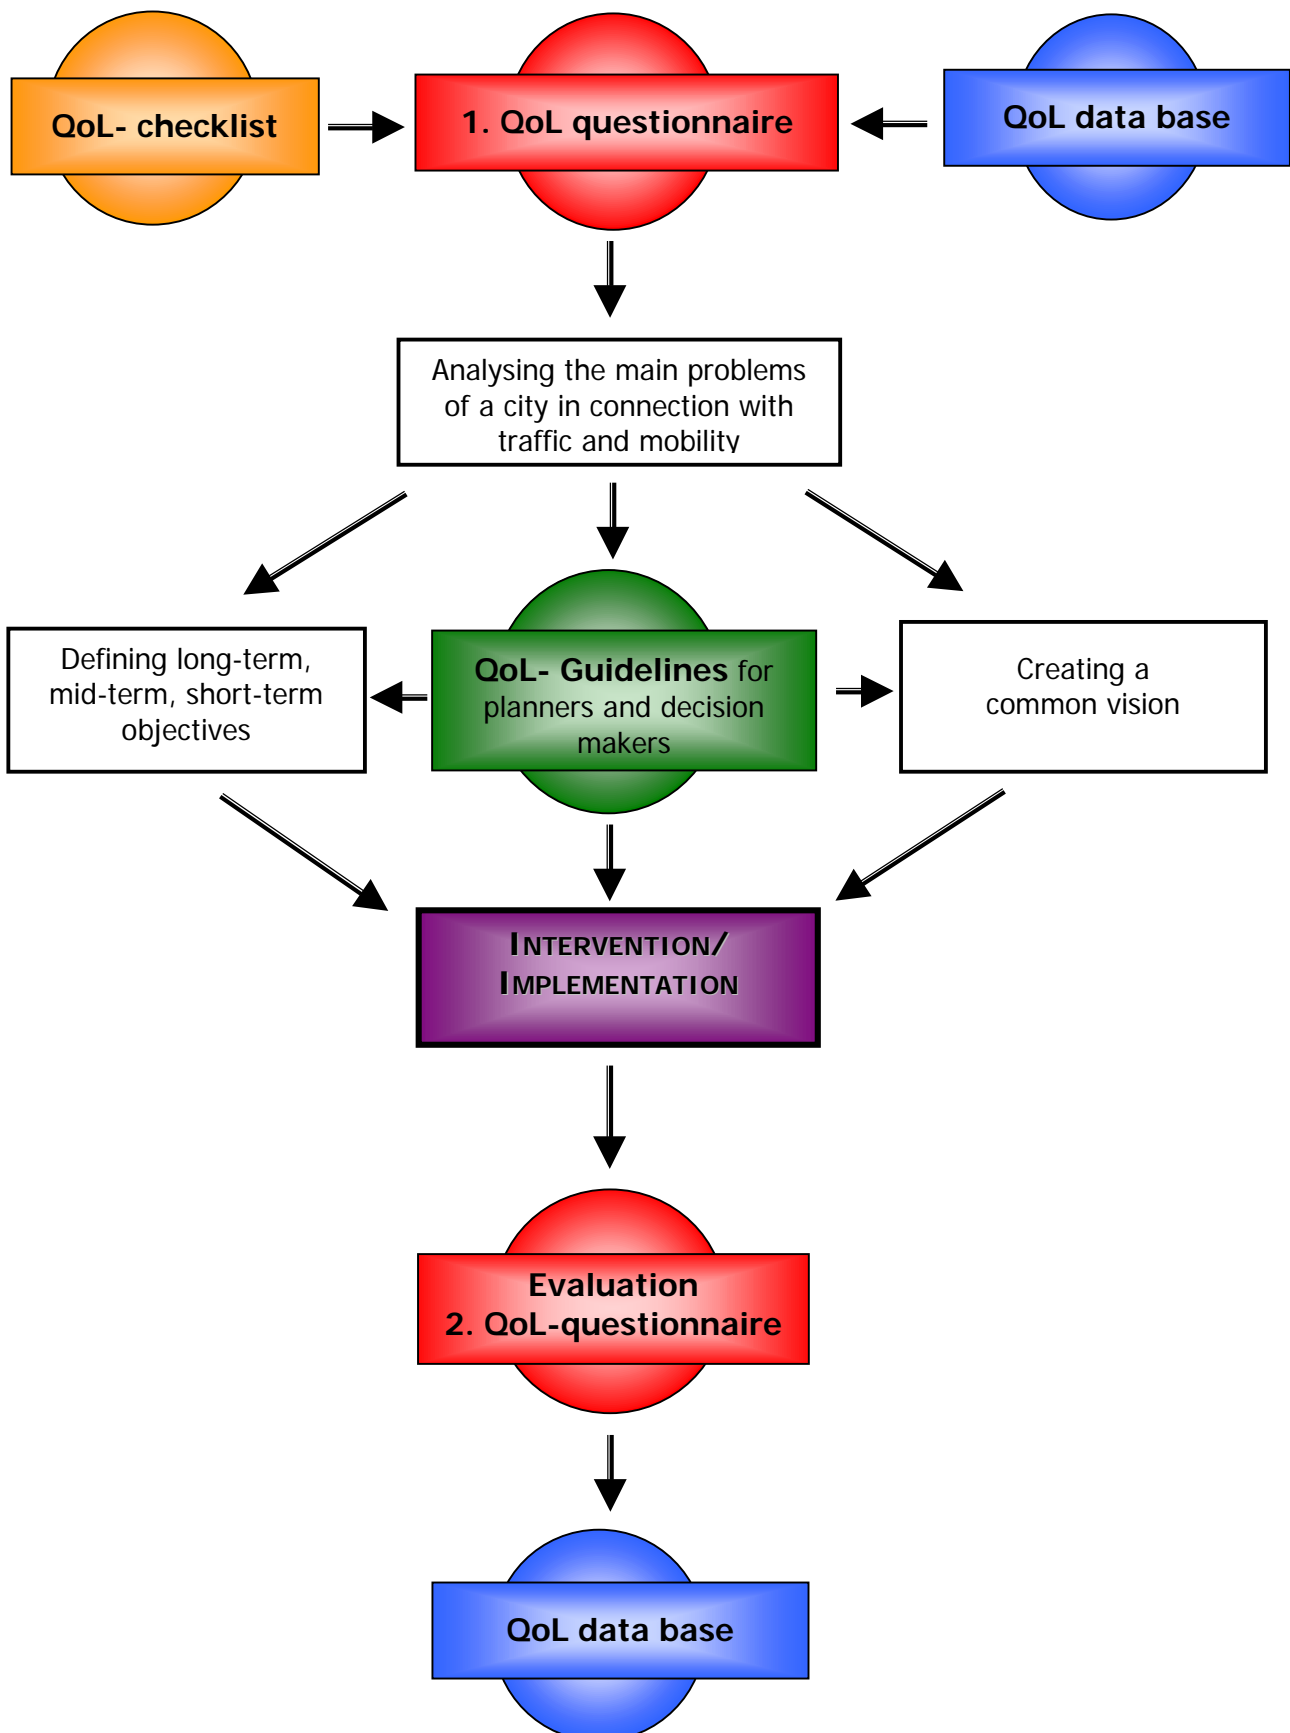 QoL- checklist
1. QoL questionnaire
QoL data base
Analysing the main problems
of a city in connection with
traffic and mobility
Defining long-term,
mid-term, short-term
objectives
QoL- Guidelines for
planners and decision
makers
Creating a
common vision
INTERVENTION/
IMPLEMENTATION
Evaluation
2. QoL-questionnaire
QoL data base